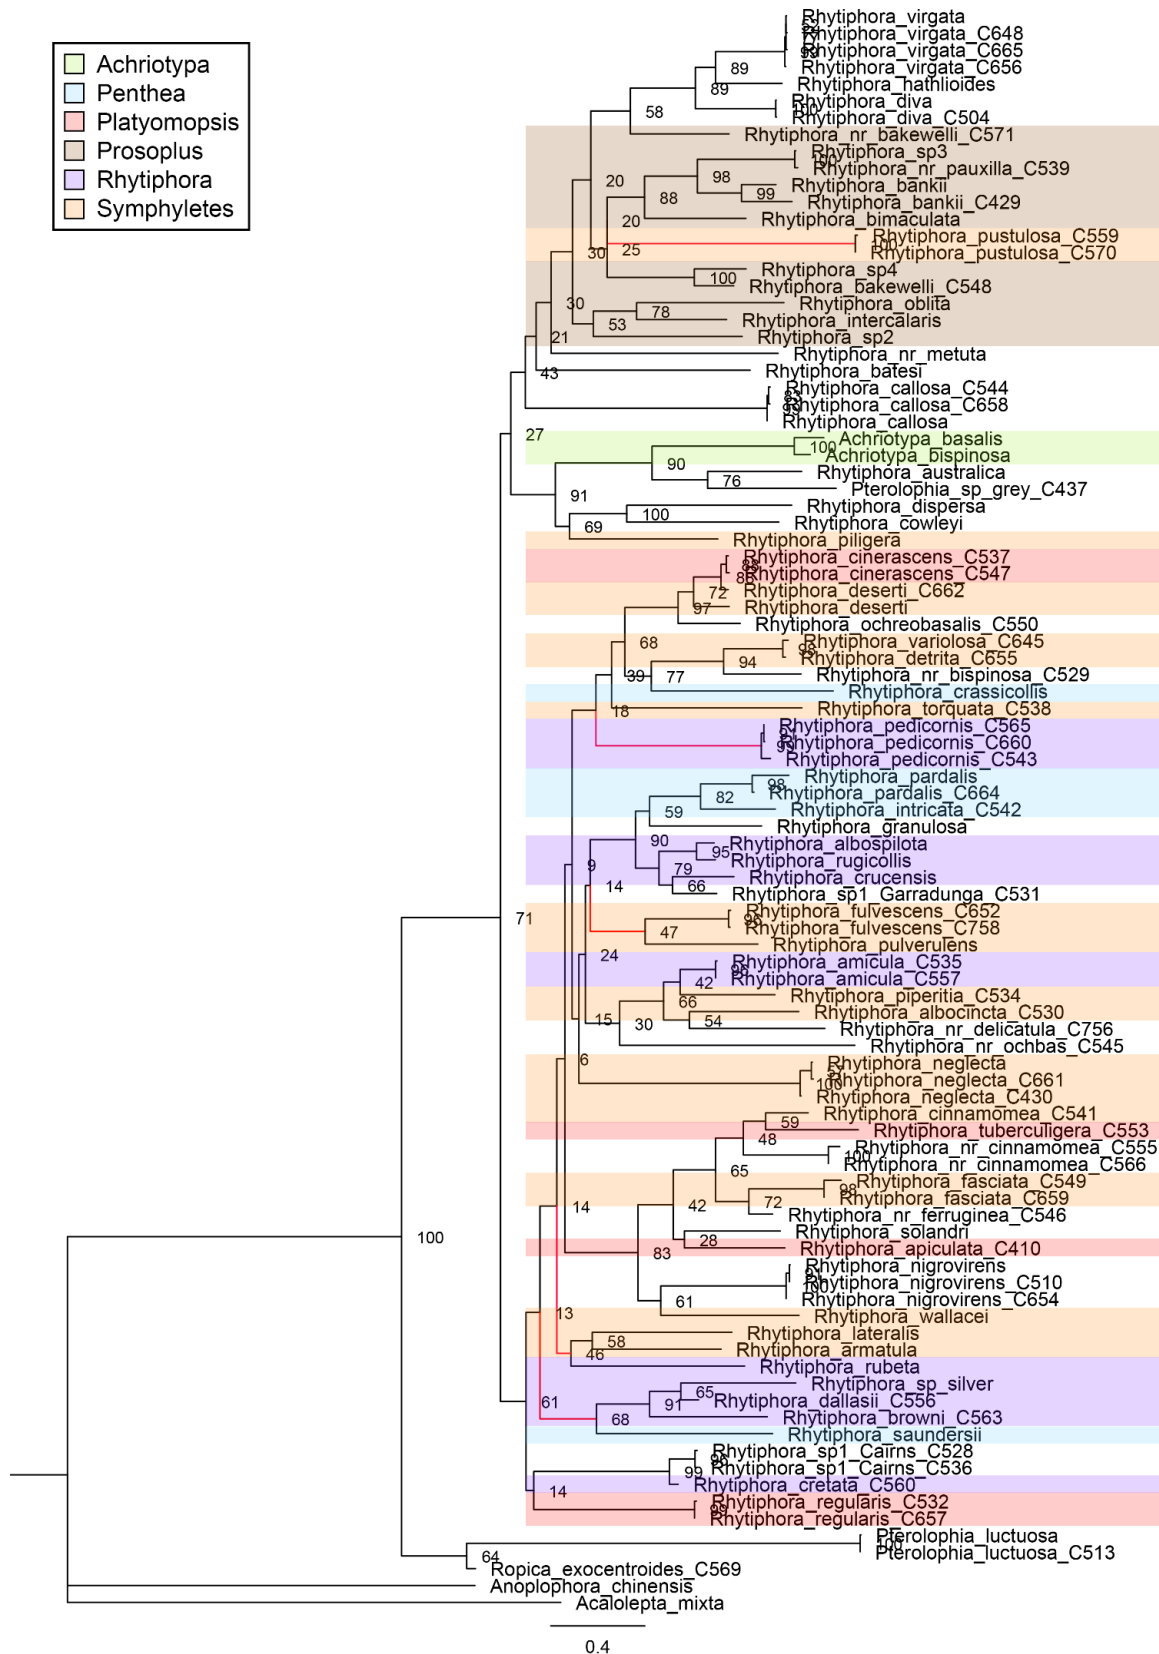 Achriotypa
Penthea
Platyomopsis
Prosoplus
Rhytiphora
Symphyletes
Rhytiphora_virgata
Rhytiphora_virgata_C648
Rhytiphora_virgata_C665
Rhytiphora_virgata_C656
89
Rhytiphora_hathlioides
89
Rhytiphora_diva
100
58
Rhytiphora_diva_C504
Rhytiphora_nr_bakewelli_C571
Rhytiphora_sp3
100
Rhytiphora_nr_pauxilla_C539
20
98
Rhytiphora_bankii
88
99
Rhytiphora_bankii_C429
20
Rhytiphora_bimaculata
Rhytiphora_pustulosa_C559
100
30
25
Rhytiphora_pustulosa_C570
Rhytiphora_sp4
100
Rhytiphora_bakewelli_C548
30
Rhytiphora_oblita
78
53
Rhytiphora_intercalaris
21
Rhytiphora_sp2
Rhytiphora_nr_metuta
43
Rhytiphora_batesi
Rhytiphora_callosa_C544
Rhytiphora_callosa_C658
Rhytiphora_callosa
27
Achriotypa_basalis
100
Achriotypa_bispinosa
90
Rhytiphora_australica
76
Pterolophia_sp_grey_C437
91
Rhytiphora_dispersa
100
69
Rhytiphora_cowleyi
Rhytiphora_piligera
Rhytiphora_cinerascens_C537
Rhytiphora_cinerascens_C547
72
Rhytiphora_deserti_C662
97
Rhytiphora_deserti
Rhytiphora_ochreobasalis_C550
68
Rhytiphora_variolosa_C645
98
94
Rhytiphora_detrita_C655
39
77
Rhytiphora_nr_bispinosa_C529
Rhytiphora_crassicollis
18
Rhytiphora_torquata_C538
Rhytiphora_pedicornis_C565
Rhytiphora_pedicornis_C660
Rhytiphora_pedicornis_C543
Rhytiphora_pardalis
98
82
Rhytiphora_pardalis_C664
59
Rhytiphora_intricata_C542
Rhytiphora_granulosa
90
Rhytiphora_albospilota
95
9
79
Rhytiphora_rugicollis
14
66
Rhytiphora_crucensis
Rhytiphora_sp1_Garradunga_C531
71
Rhytiphora_fulvescens_C652
96
47
Rhytiphora_fulvescens_C758
Rhytiphora_pulverulens
24
Rhytiphora_amicula_C535
42
Rhytiphora_amicula_C557
66
Rhytiphora_piperitia_C534
15
30
54
Rhytiphora_albocincta_C530
Rhytiphora_nr_delicatula_C756
Rhytiphora_nr_ochbas_C545
6
Rhytiphora_neglecta
57
100
Rhytiphora_neglecta_C661
Rhytiphora_neglecta_C430
Rhytiphora_cinnamomea_C541
59
48
Rhytiphora_tuberculigera_C553
Rhytiphora_nr_cinnamomea_C555
100
65
Rhytiphora_nr_cinnamomea_C566
Rhytiphora_fasciata_C549
98
14
42
72
Rhytiphora_fasciata_C659
Rhytiphora_nr_ferruginea_C546
100
Rhytiphora_solandri
83
28
Rhytiphora_apiculata_C410
Rhytiphora_nigrovirens
91
100
Rhytiphora_nigrovirens_C510
61
Rhytiphora_nigrovirens_C654
13
Rhytiphora_wallacei
Rhytiphora_lateralis
58
46
Rhytiphora_armatula
Rhytiphora_rubeta
Rhytiphora_sp_silver
65
61
91
Rhytiphora_dallasii_C556
68
Rhytiphora_browni_C563
Rhytiphora_saundersii
Rhytiphora_sp1_Cairns_C528
96
99
Rhytiphora_sp1_Cairns_C536
14
Rhytiphora_cretata_C560
Rhytiphora_regularis_C532
99
Rhytiphora_regularis_C657
Pterolophia_luctuosa
100
64
Pterolophia_luctuosa_C513
Ropica_exocentroides_C569
Anoplophora_chinensis
Acalolepta_mixta
0.4